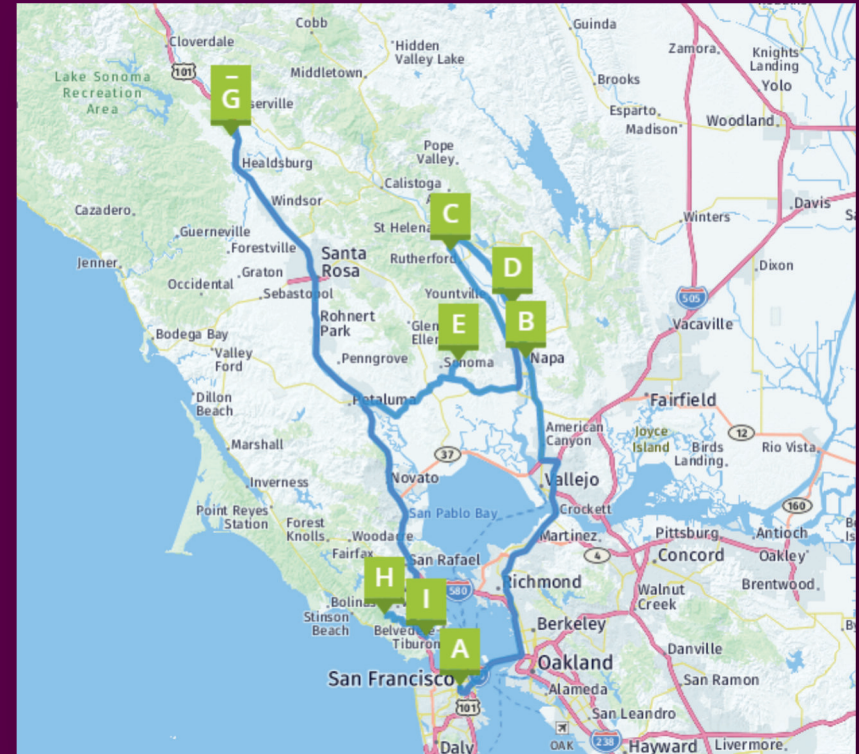 Cobb
Guinda
Cloverdale
Hidden
Valley Lake
Zamora
Knights
Landing
101
Middletown
Lake Sonoma
Recreation
Area
Brooks
Yolo
G
serville
Esparto
Woodland
Madison
Pope
Valley
Healdsburg
Calistoga
Windsor
Davis
Cazadero
C
Winters
Guerneville
St Helena
Forestville
Santa
Rosa
Rutherford
Jenner
Graton
D
Dixon
Occidental
Sebastopol
Yountville
505
Rohnert
Park
Glen
Ellen
E
B
Vacaville
Bodega Bay
Valley
Ford
Penngrove
Sonoma
Napa
Dillon
Beach
Petaluma
Fairfield
American
Canyon
Joyce
Island
12
Marshall
37
Birds
Landing
Rio Vista
Novato
Vallejo
Inverness
160
Point Reyes
Station
San Pablo Bay
Crockett
Forest
Knolls
Woodacre
Martinez
Pittsburg
Antioch
Fairfax
4
Concord
Oakley
San Rafael
H
Richmond
Brentwood
580
I
Walnut
Creek
Bolinas
Stinson
Beach
Belvedere
Tiburon
Berkeley
A
Danville
Oakland
San Francisco
San Ramon
Alameda
101
San Leandro
OAK
238
Daly
Hayward
Livermore